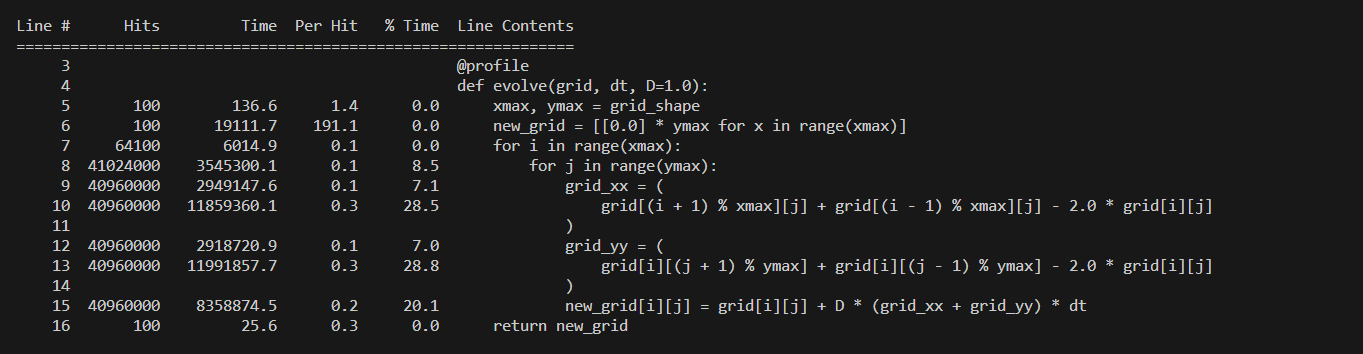 Line #      Hits         Time  Per Hit   % Time  Line Contents
==============================================================
     3                                           @profile
     4                                           def evolve(grid, dt, D=1.0):
     5       100        136.6      1.4      0.0      xmax, ymax = grid_shape
     6       100      19111.7    191.1      0.0      new_grid = [[0.0] * ymax for x in range(xmax)]
     7     64100       6014.9      0.1      0.0      for i in range(xmax):
     8  41024000    3545300.1      0.1      8.5          for j in range(ymax):
     9  40960000    2949147.6      0.1      7.1              grid_xx = (
    10  40960000   11859360.1      0.3     28.5                  grid[(i + 1) % xmax][j] + grid[(i - 1) % xmax][j] - 2.0 * grid[i][j]
    11                                                       )
    12  40960000    2918720.9      0.1      7.0              grid_yy = (
    13  40960000   11991857.7      0.3     28.8                  grid[i][(j + 1) % ymax] + grid[i][(j - 1) % ymax] - 2.0 * grid[i][j]
    14                                                       )
    15  40960000    8358874.5      0.2     20.1              new_grid[i][j] = grid[i][j] + D * (grid_xx + grid_yy) * dt
    16       100         25.6      0.3      0.0      return new_grid